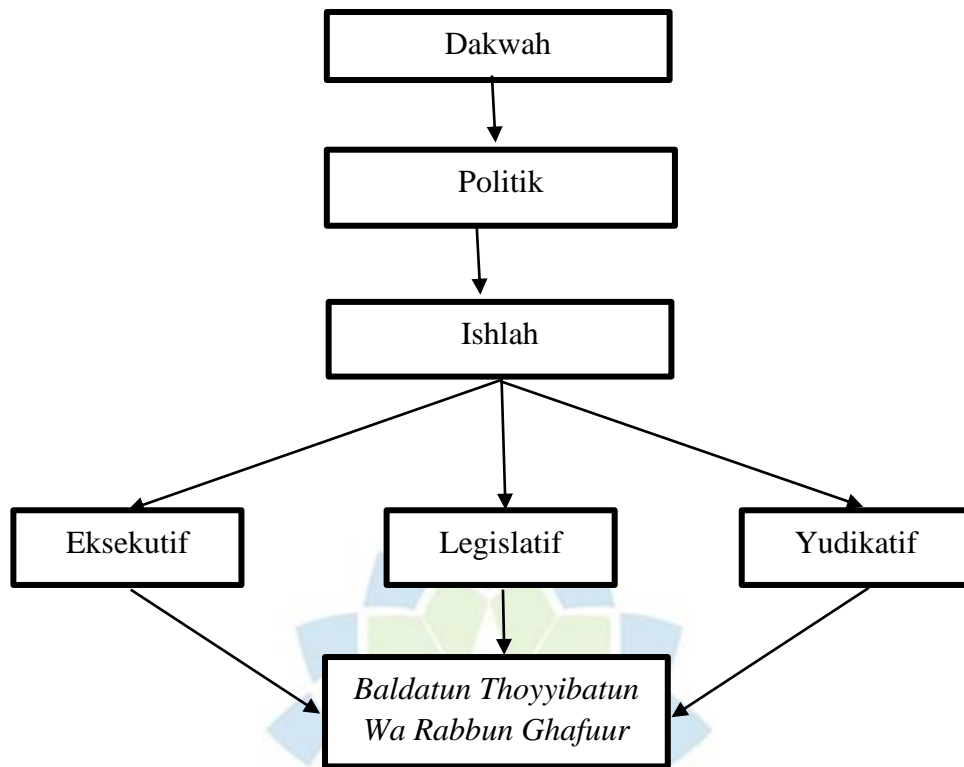 Dakwah
Politik
Ishlah
Eksekutif
Legislatif
Yudikatif
Baldatun Thoyyibatun
Wa Rabbun Ghafuur